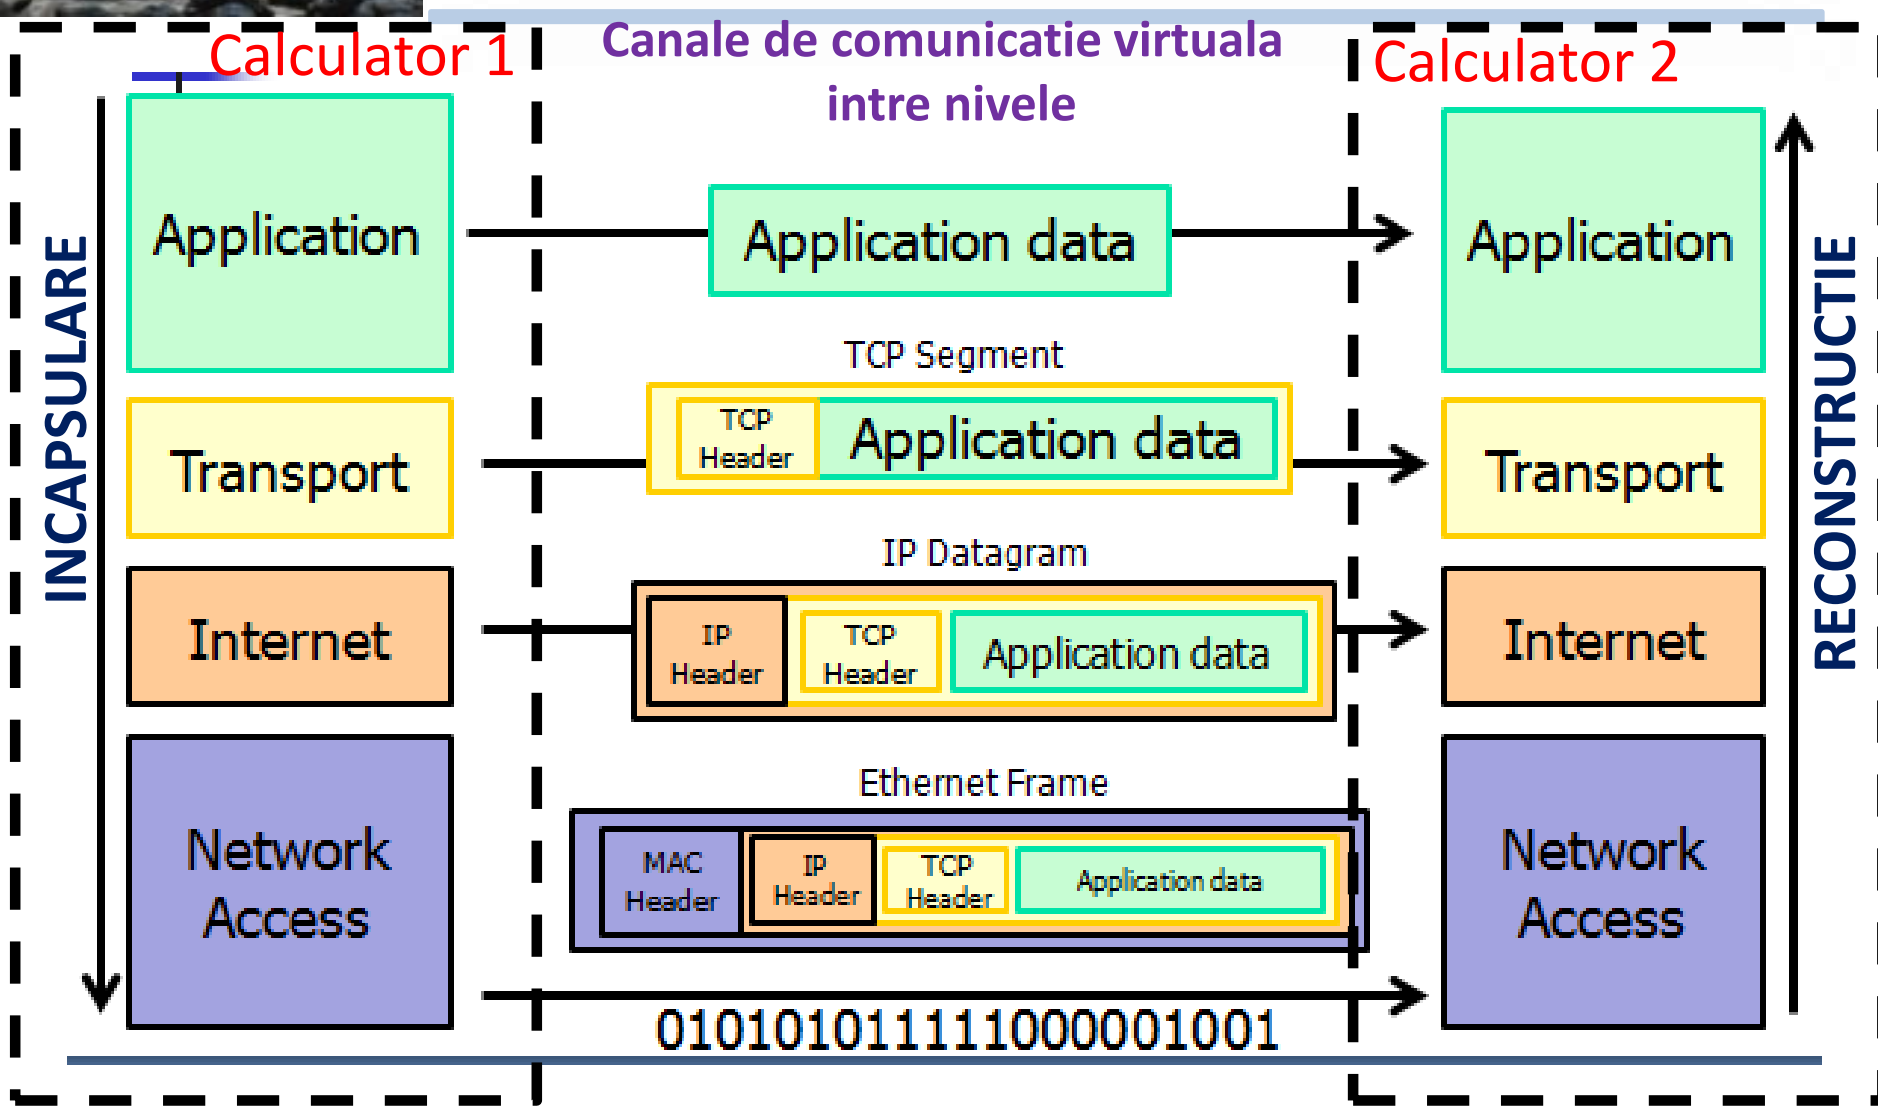 Calculator 1
Canale de comunicatie virtuala
intre nivele
Calculator 2
INCAPSULARE
Application
Application data
Application
RECONSTRUCTIE
TCP Segment
Transport
TCP
Header
Application data
Transport
IP Datagram
Internet
IP
Header
TCP
Header
Application data
Internet
Ethernet Frame
Network
Access
MAC
Header
IP
Header
TCP
Header
Application data
Network
Access
01010101111100001001